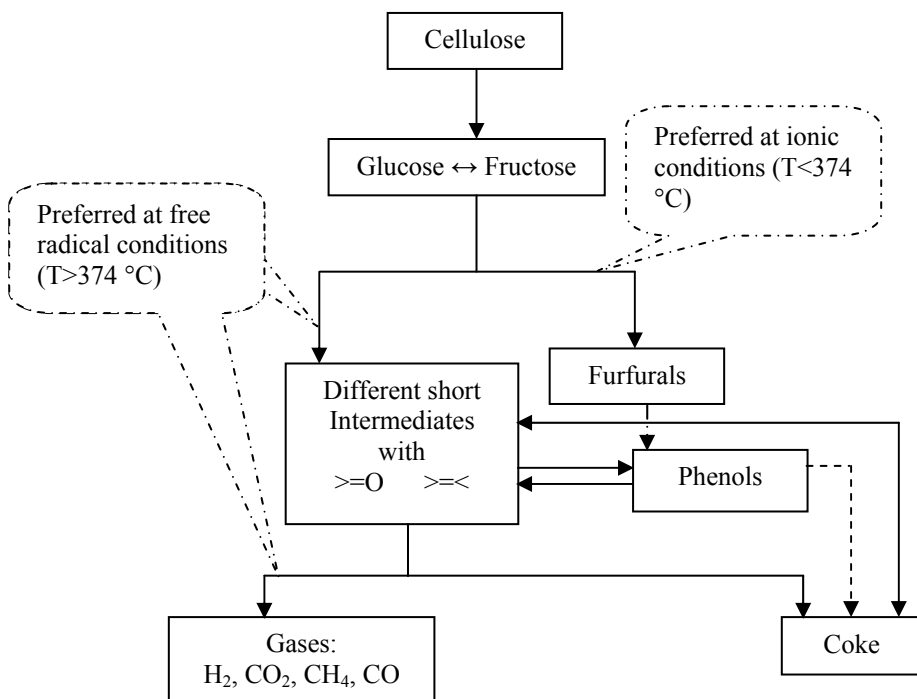 Cellulose
Preferred at ionic
conditions (T<374
°C)
Glucose ↔ Fructose
Preferred at free
radical conditions
(T>374 °C)
Furfurals
Different short
Intermediates
with
>=O >=<
Phenols
Gases:
H₂, CO₂, CH₄, CO
Coke